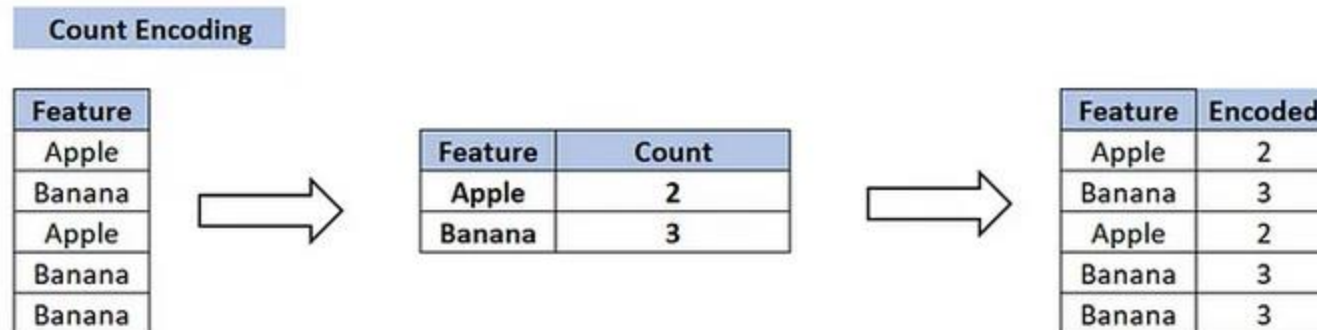 Count Encoding
Feature
Apple
Banana
Apple
Banana
Banana
Feature Count
Apple 2
Banana 3
Feature Encoded
Apple 2
Banana 3
Apple 2
Banana 3
Banana 3